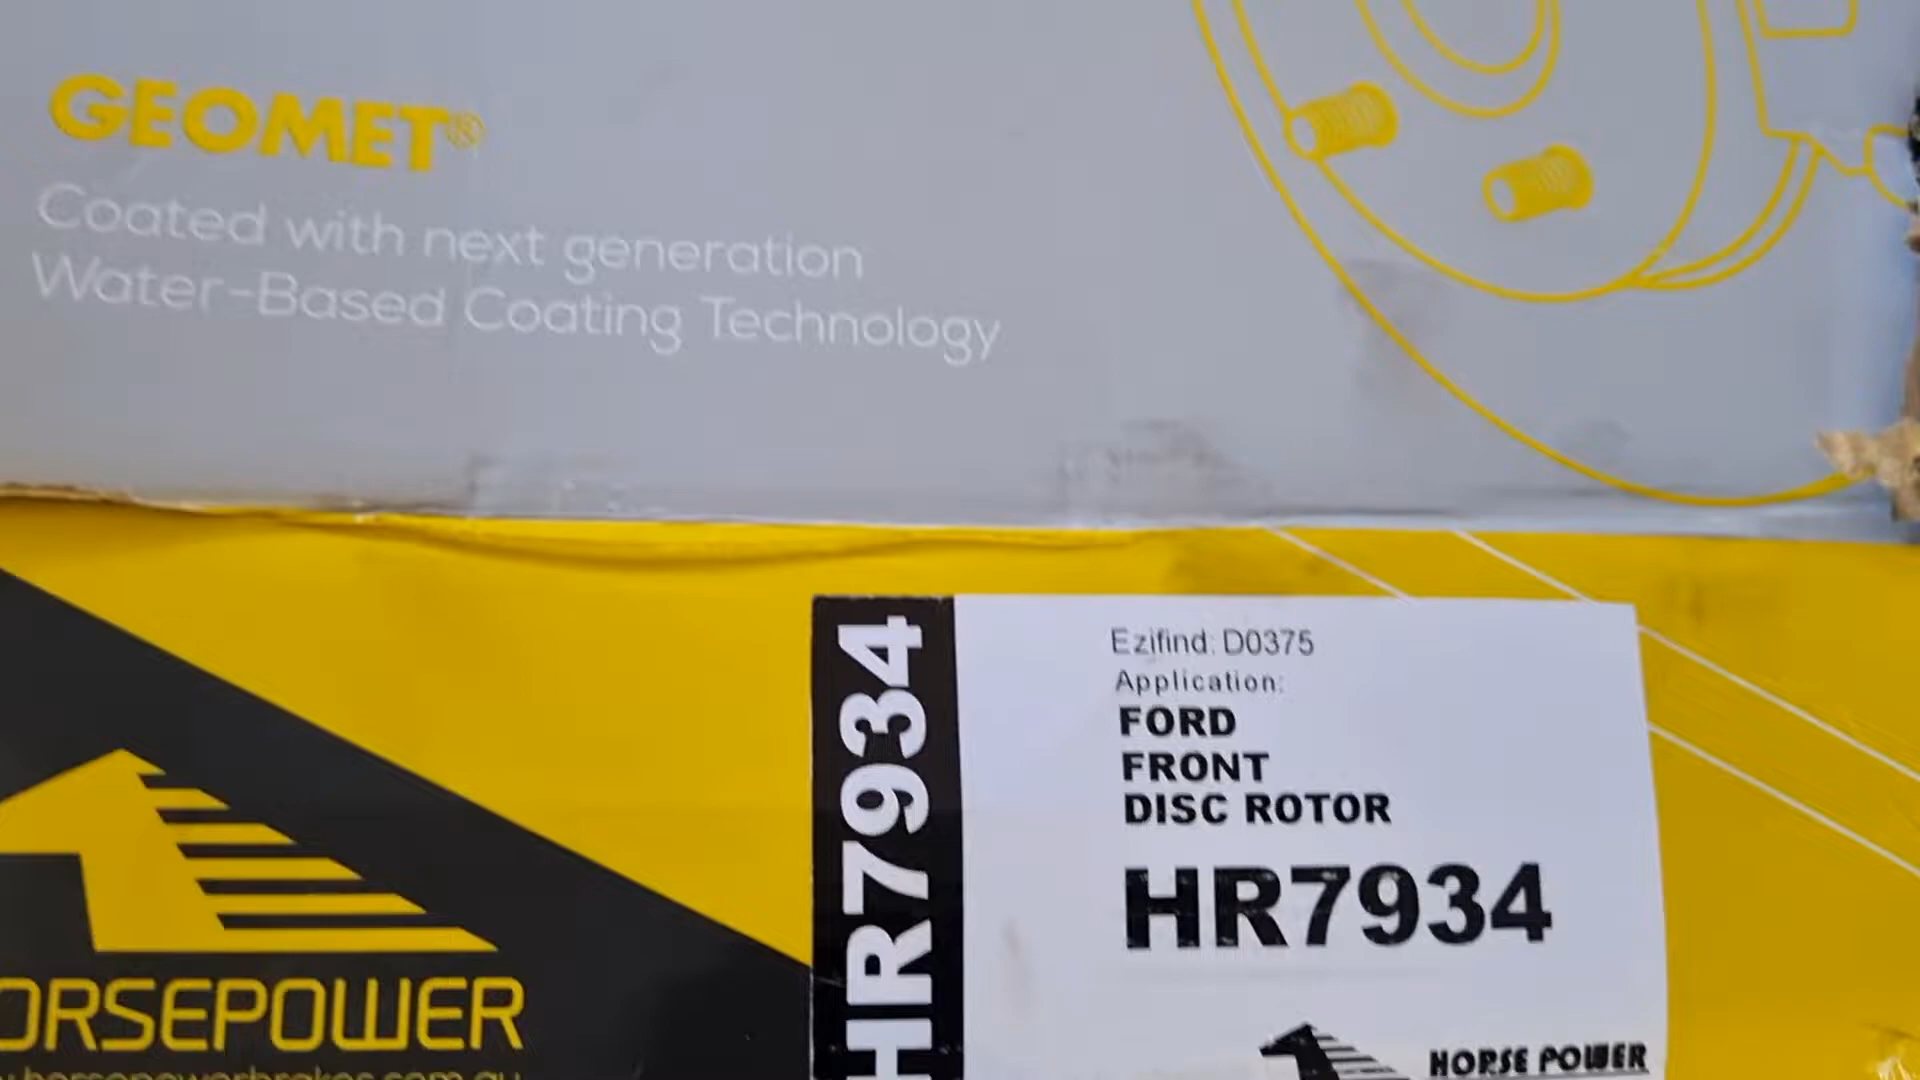 GEOMET®
Coated with next generation
Water-Based Coating Technology
HR7934
Ezifind: D0375
Application:
FORD
FRONT
DISC ROTOR
HR7934
HORSE POWER
ORSEPOWER
horsepowerbrakes.com.au